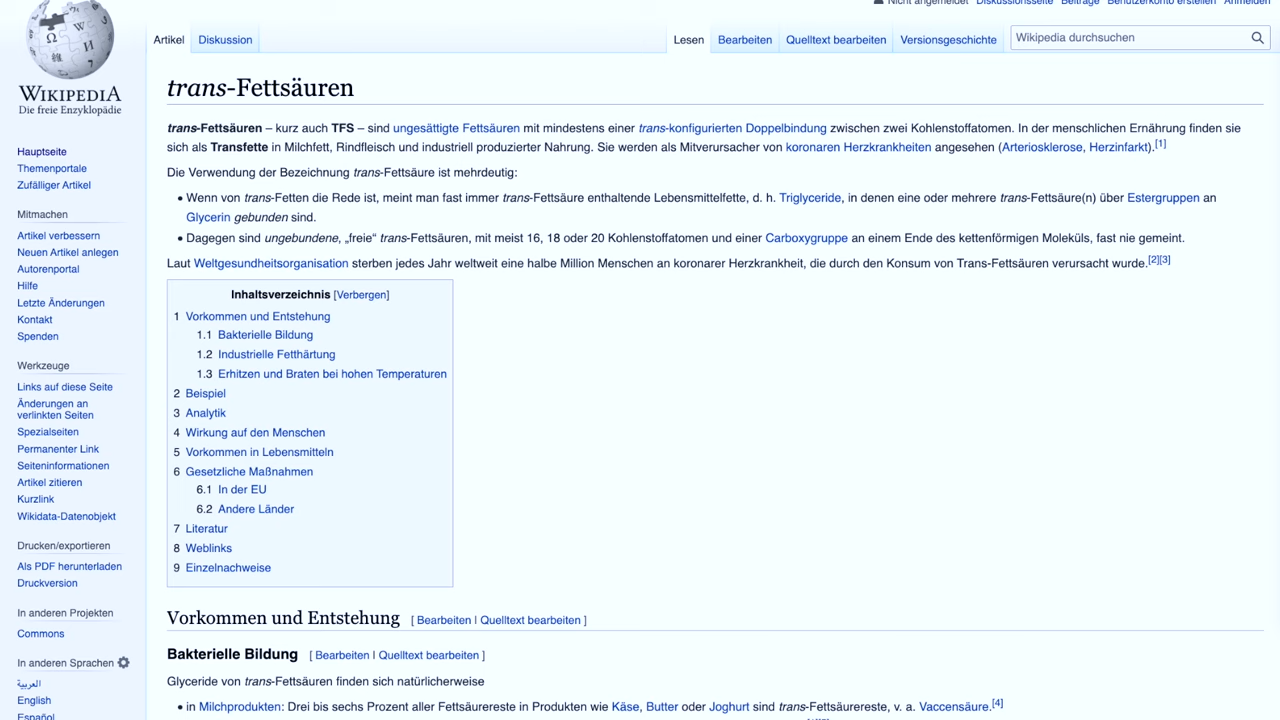 Nicht angemeldet Diskussionsseite Beiträge Benutzerkonto erstellen Anmelden
Artikel Diskussion Lesen Bearbeiten Quelltext bearbeiten Versionsgeschichte Wikipedia durchsuchen
WIKIPEDIA
Die freie Enzyklopädie
Hauptseite
Themenportale
Zufälliger Artikel
Mitmachen
Artikel verbessern
Neuen Artikel anlegen
Autorenportal
Hilfe
Letzte Änderungen
Kontakt
Spenden
Werkzeuge
Links auf diese Seite
Änderungen an
verlinkten Seiten
Spezialseiten
Permanenter Link
Seiteninformationen
Artikel zitieren
Kurzlink
Wikidata-Datenobjekt
Drucken/exportieren
Als PDF herunterladen
Druckversion
In anderen Projekten
Commons
In anderen Sprachen
العربية
English
Español
trans-Fettsäuren
trans-Fettsäuren – kurz auch TFS – sind ungesättigte Fettsäuren mit mindestens einer trans-konfigurierten Doppelbindung zwischen zwei Kohlenstoffatomen. In der menschlichen Ernährung finden sie
sich als Transfette in Milchfett, Rindfleisch und industriell produzierter Nahrung. Sie werden als Mitverursacher von koronaren Herzkrankheiten angesehen (Arteriosklerose, Herzinfarkt).[1]
Die Verwendung der Bezeichnung trans-Fettsäure ist mehrdeutig:
• Wenn von trans-Fetten die Rede ist, meint man fast immer trans-Fettsäure enthaltende Lebensmittelfette, d. h. Triglyceride, in denen eine oder mehrere trans-Fettsäure(n) über Estergruppen an
Glycerin gebunden sind.
• Dagegen sind ungebundene, „freie“ trans-Fettsäuren, mit meist 16, 18 oder 20 Kohlenstoffatomen und einer Carboxygruppe an einem Ende des kettenförmigen Moleküls, fast nie gemeint.
Laut Weltgesundheitsorganisation sterben jedes Jahr weltweit eine halbe Million Menschen an koronarer Herzkrankheit, die durch den Konsum von Trans-Fettsäuren verursacht wurde.[2][3]
Inhaltsverzeichnis [Verbergen]
1 Vorkommen und Entstehung
1.1 Bakterielle Bildung
1.2 Industrielle Fetthärtung
1.3 Erhitzen und Braten bei hohen Temperaturen
2 Beispiel
3 Analytik
4 Wirkung auf den Menschen
5 Vorkommen in Lebensmitteln
6 Gesetzliche Maßnahmen
6.1 In der EU
6.2 Andere Länder
7 Literatur
8 Weblinks
9 Einzelnachweise
Vorkommen und Entstehung [ Bearbeiten | Quelltext bearbeiten ]
Bakterielle Bildung [ Bearbeiten | Quelltext bearbeiten ]
Glyceride von trans-Fettsäuren finden sich natürlicherweise
• in Milchprodukten: Drei bis sechs Prozent aller Fettsäurereste in Produkten wie Käse, Butter oder Joghurt sind trans-Fettsäurereste, v. a. Vaccensäure.[4]